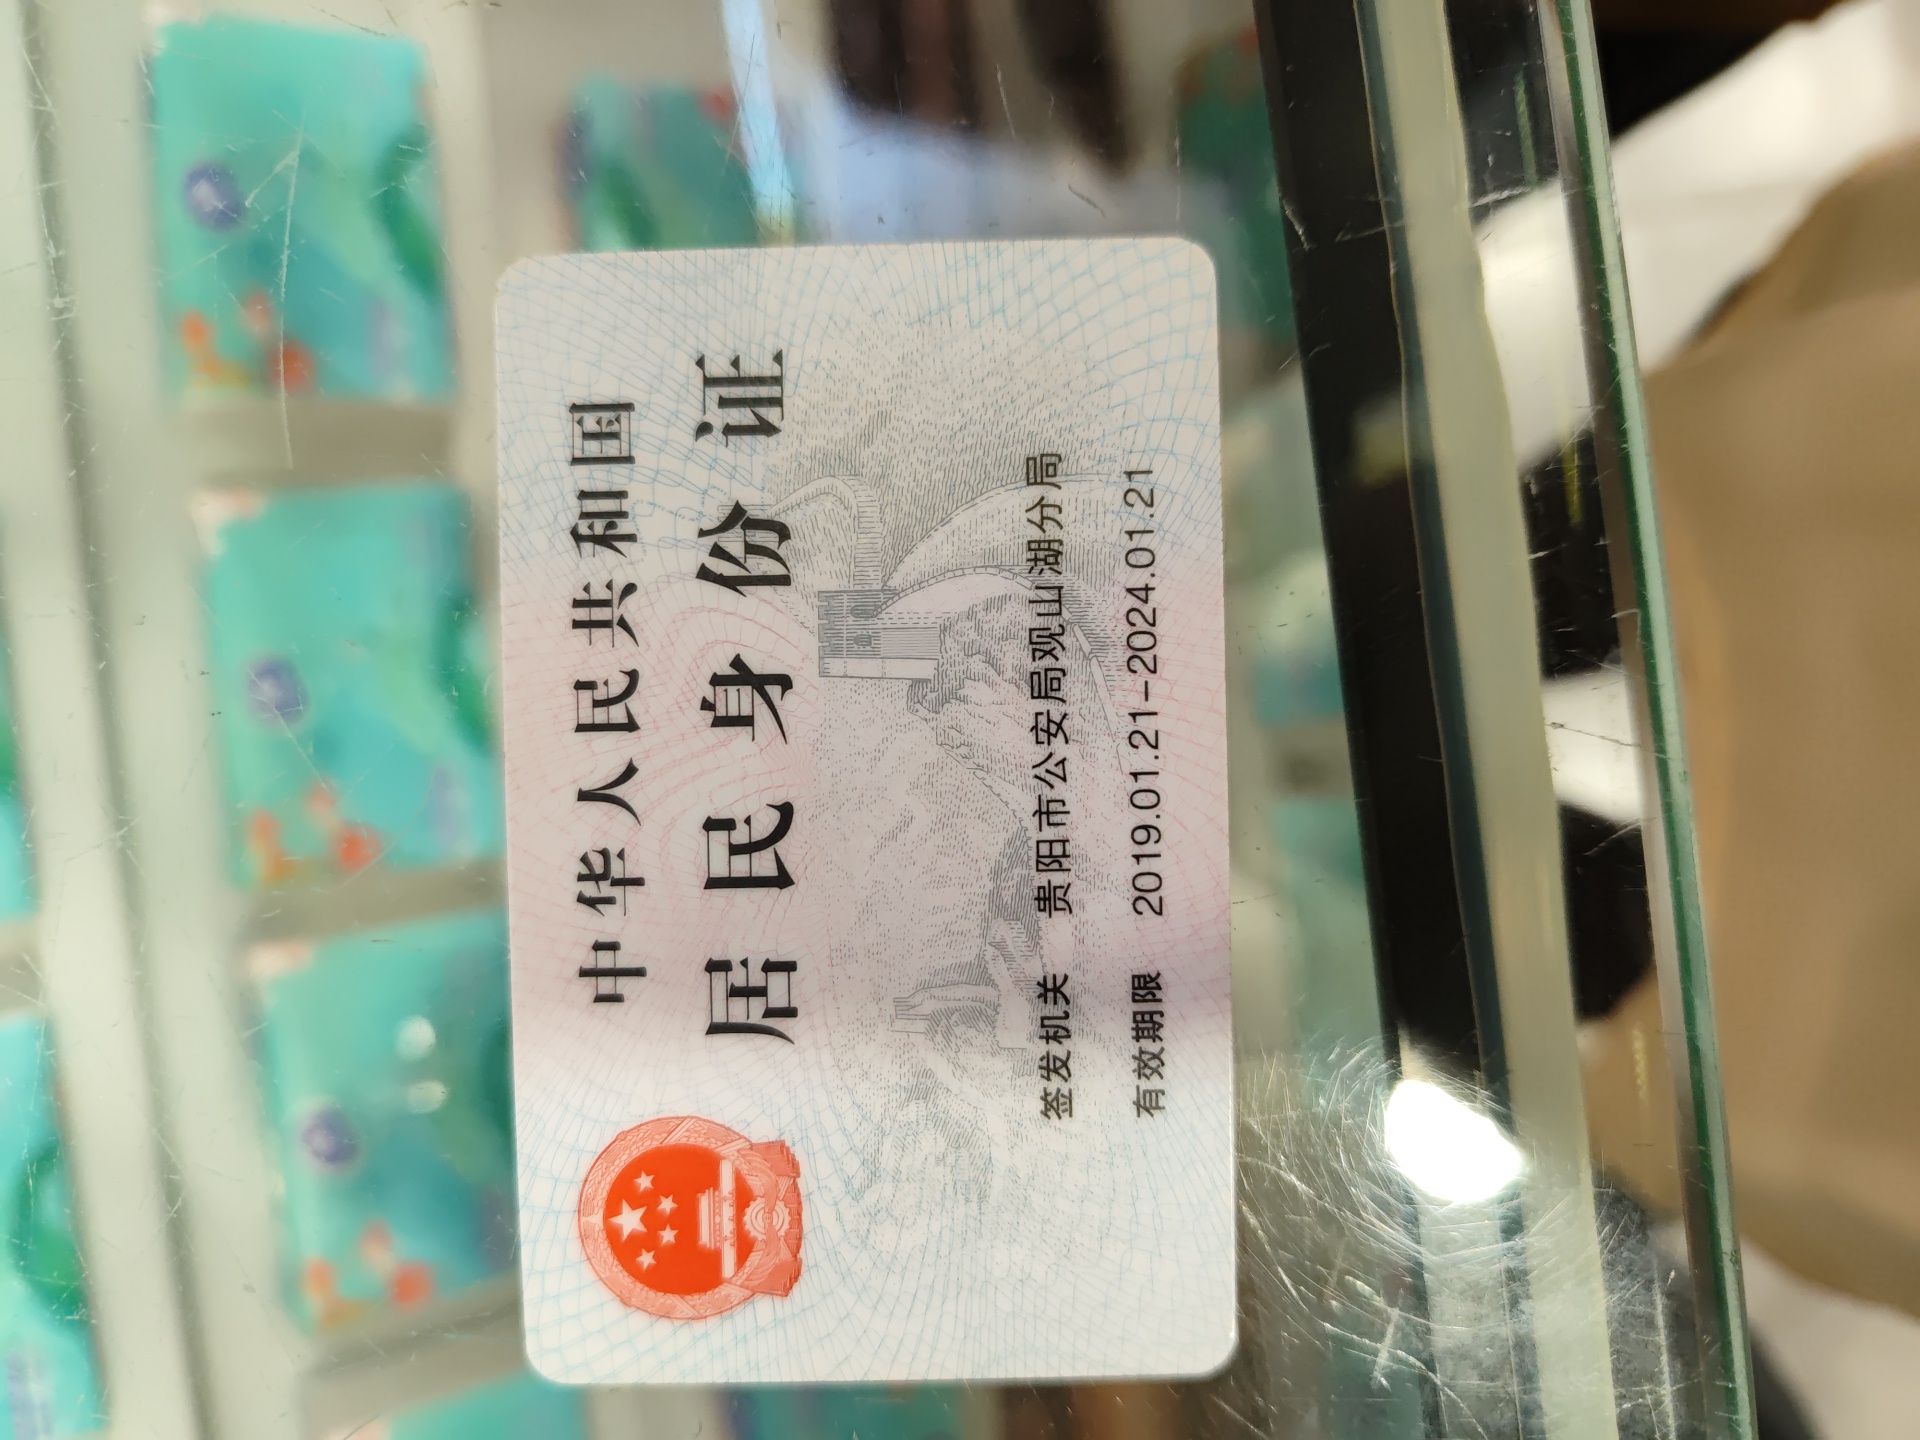 中华人民共和国
居民身份证
签发机关 贵阳市公安局观山湖分局
有效期限 2019.01.21-2024.01.21